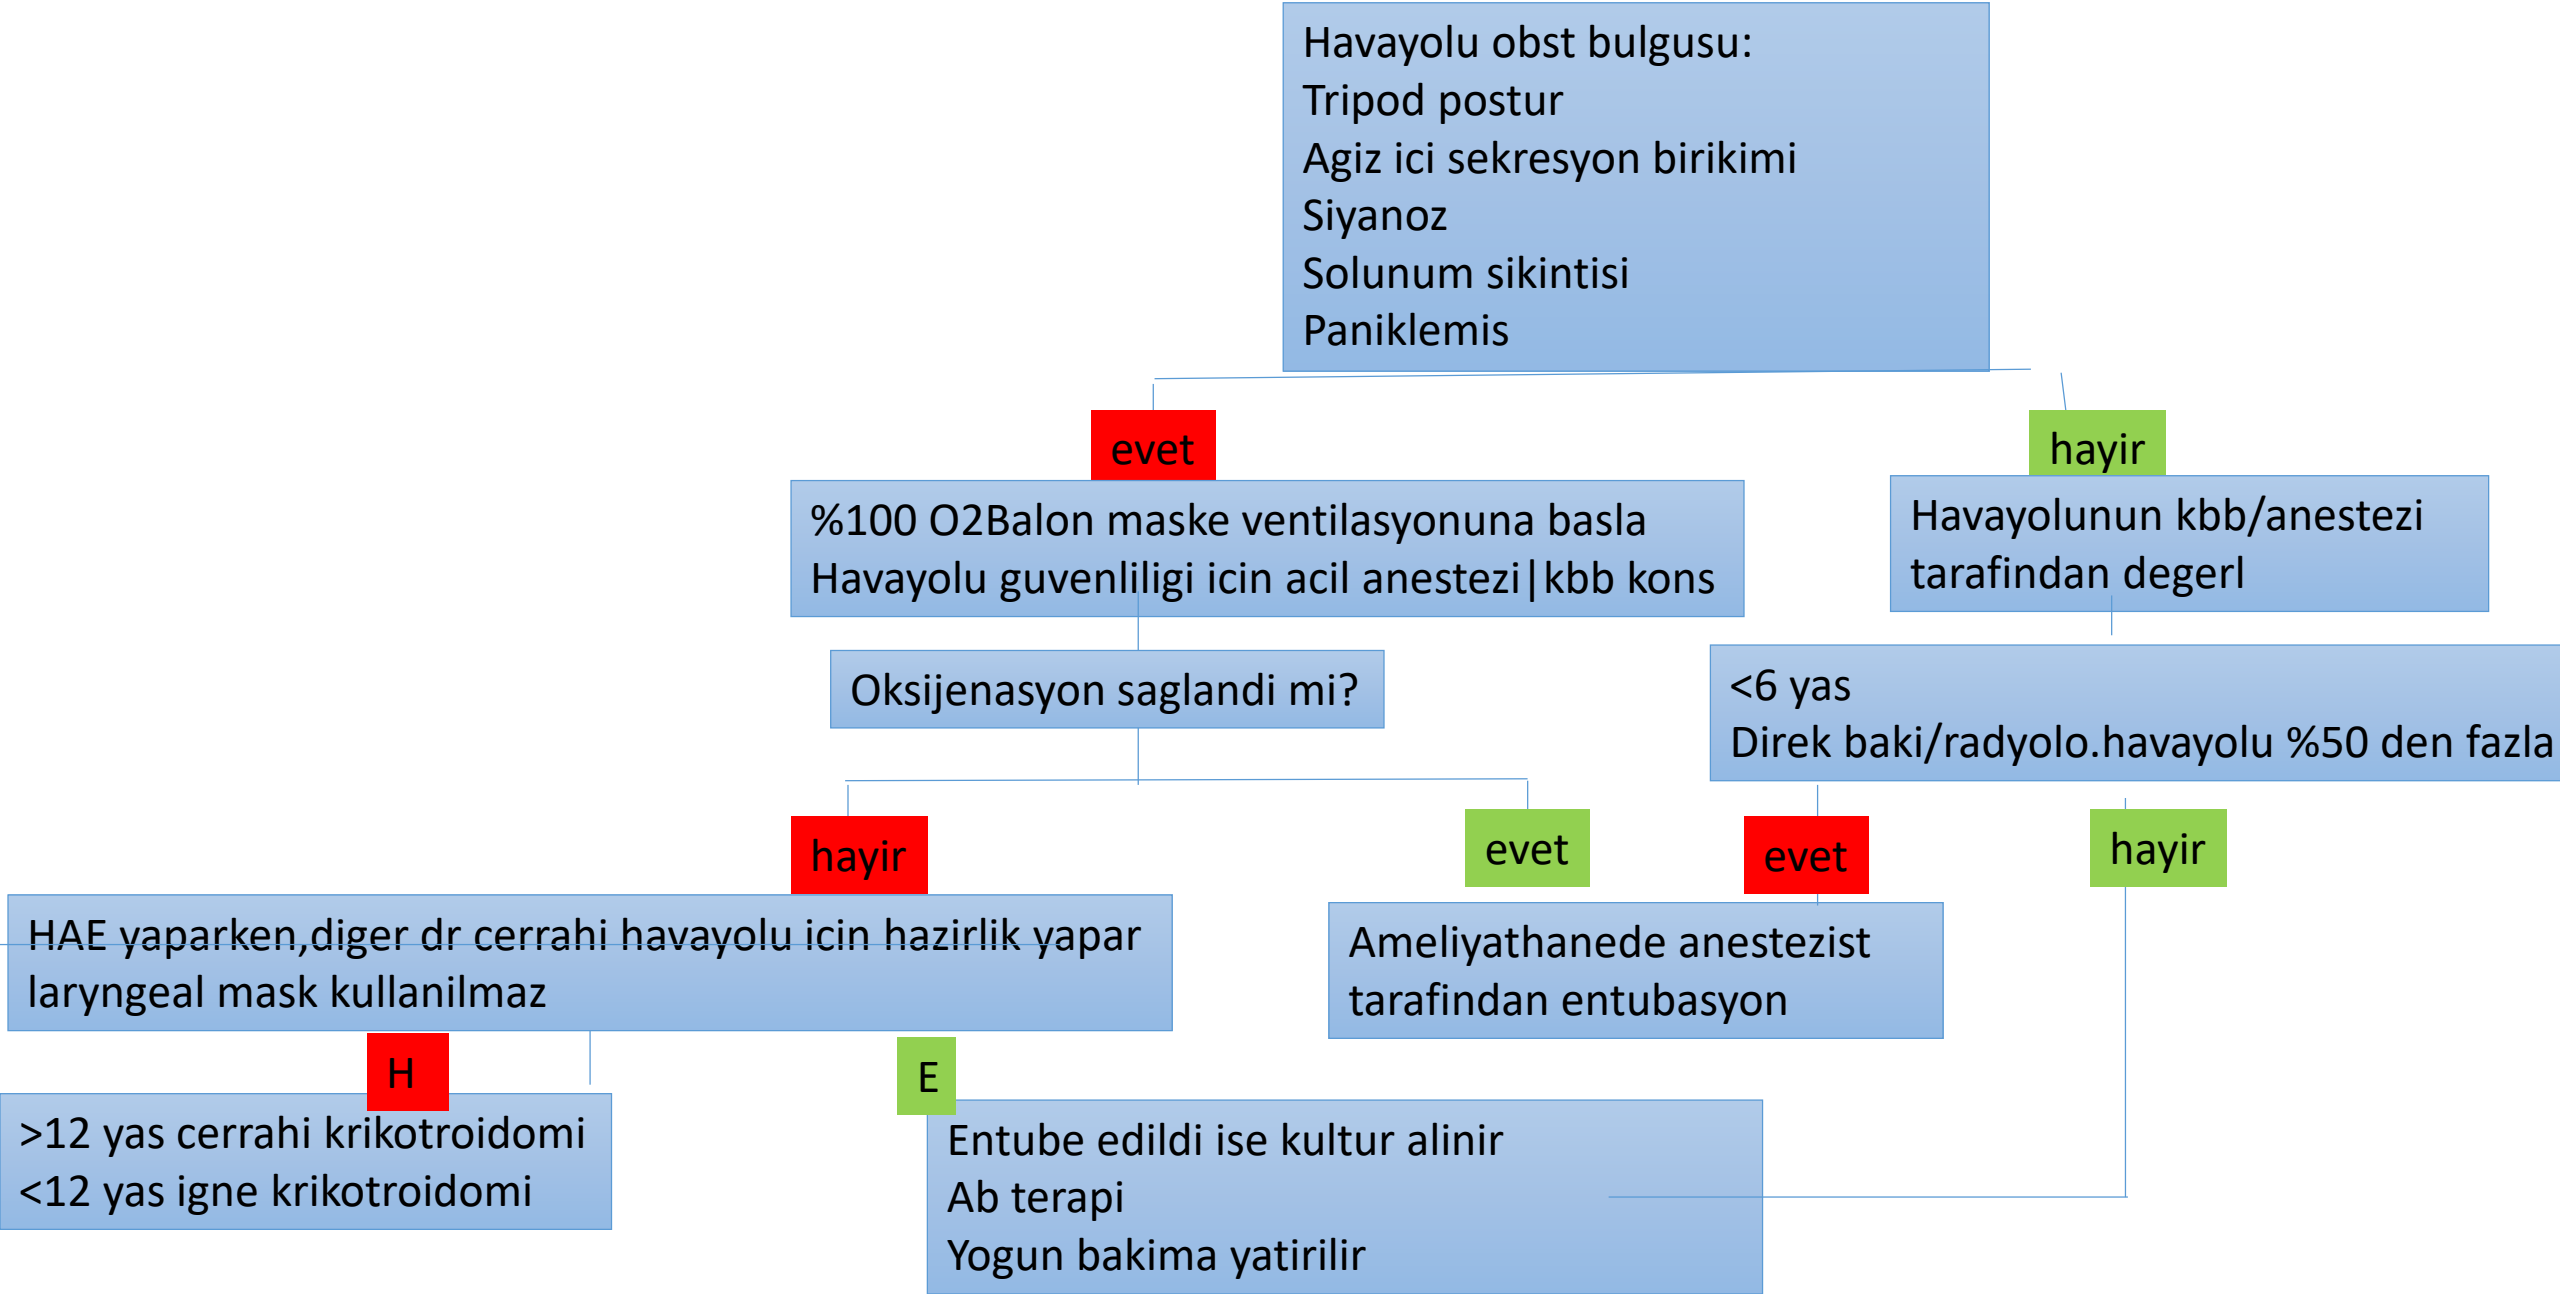 Havayolu obst bulgusu:
Tripod postur
Agiz ici sekresyon birikimi
Siyanoz
Solunum sikintisi
Paniklemis
evet
hayir
%100 O2Balon maske ventilasyonuna basla
Havayolu guvenliligi icin acil anestezi|kbb kons
Havayolunun kbb/anestezi
tarafindan degerl
Oksijenasyon saglandi mi?
<6 yas
Direk baki/radyolo.havayolu %50 den fazla
hayir
evet
evet
hayir
HAE yaparken,diger dr cerrahi havayolu icin hazirlik yapar
laryngeal mask kullanilmaz
Ameliyathanede anestezist
tarafindan entubasyon
H
E
>12 yas cerrahi krikotroidomi
<12 yas igne krikotroidomi
Entube edildi ise kultur alinir
Ab terapi
Yogun bakima yatirilir